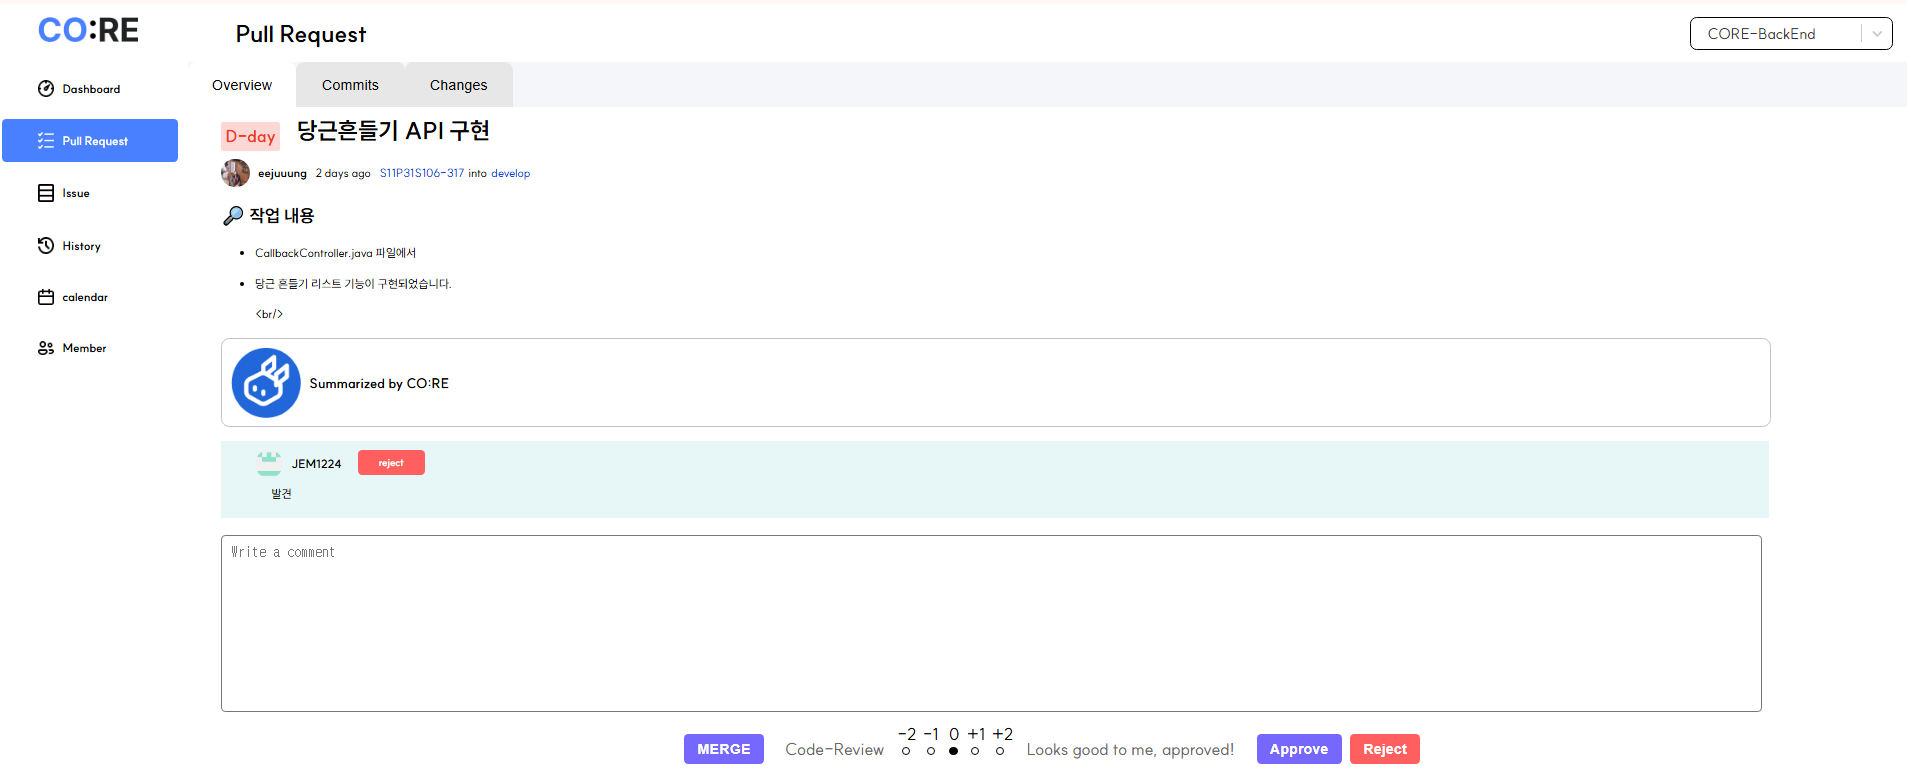 CO:RE
Pull Request
CORE-BackEnd
Dashboard
Pull Request
Issue
History
calendar
Member
Overview Commits Changes
D-day 당근흔들기 API 구현
eejuuung 2 days ago S11P31S106-317 into develop
작업 내용
CallbackController.java 파일에서
당근 흔들기 리스트 기능이 구현되었습니다.
<br/>
Summarized by CO:RE
JEM1224 reject
발견
Write a comment
-2 -1 0 +1 +2
MERGE Code-Review Looks good to me, approved! Approve Reject